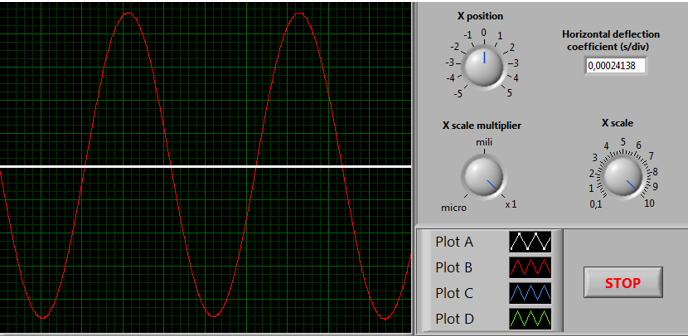 X position
-5
-4
-3
-2
-1
0
1
2
3
4
5
Horizontal deflection
coefficient (s/div)
0,00024138
X scale multiplier
micro
mili
x 1
X scale
0,1
1
2
3
4
5
6
7
8
9
10
Plot A
Plot B
Plot C
Plot D
STOP